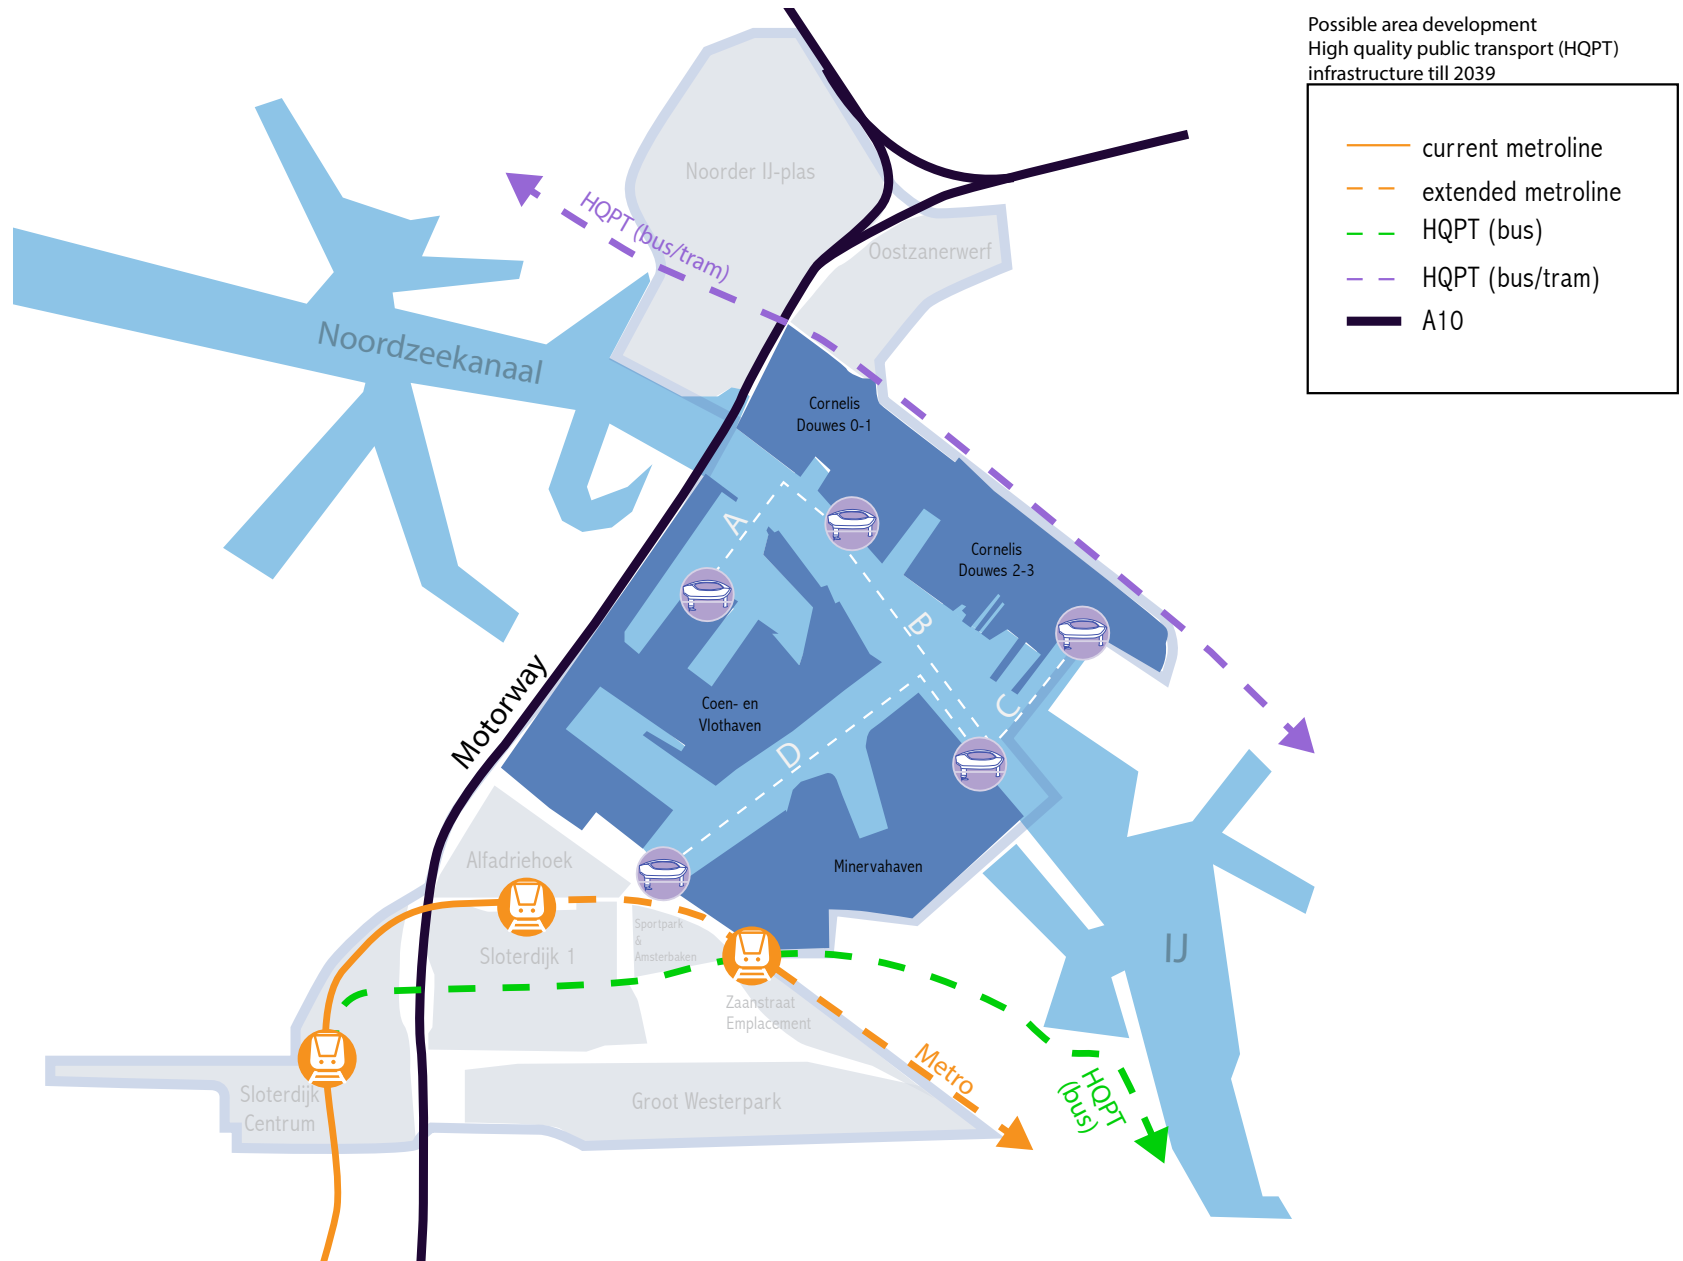 Possible area development
High quality public transport (HQPT)
infrastructure till 2039
current metroline
extended metroline
HQPT (bus)
HQPT (bus/tram)
A10
Noorder IJ-plas
HQPT (bus/tram)
Oostzanerwerf
Noordzeekanaal
Cornelis
Douwes 0-1
A
Cornelis
Douwes 2-3
B
C
Motorway
Coen- en
Vlothaven
D
Minervahaven
Alfadriehoek
Sportpark
&
Amsterbaken
Sloterdijk 1
IJ
Zaanstraat
Emplacement
Metro
HQPT
(bus)
Sloterdijk
Centrum
Groot Westerpark